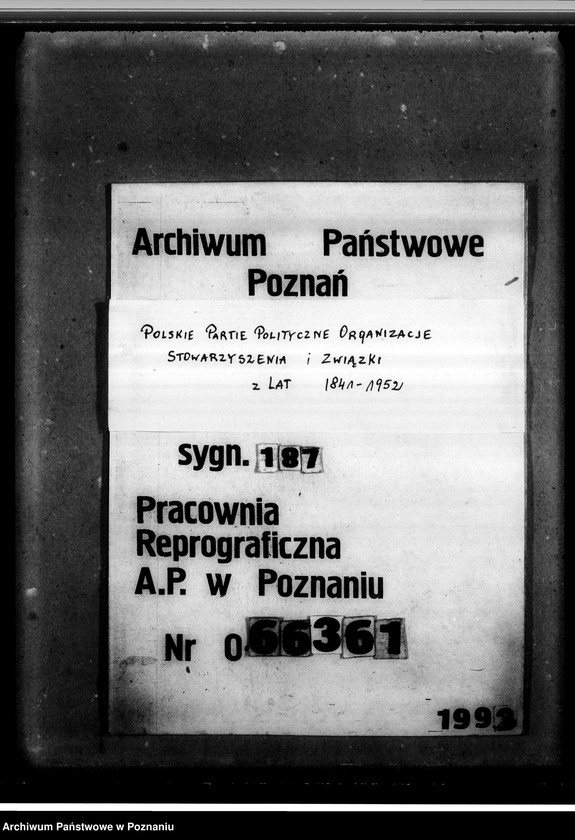 Archiwum Państwowe
Poznań
POLSKIE PARTIE POLITYCZNE ORGANIZACJE
STOWARZYSZENIA i ZWIĄZKI
z LAT 1841-1952
sygn. 187
Pracownia
Reprograficzna
A.P. w Poznaniu
Nr 066361
1993
Archiwum Państwowe w Poznaniu